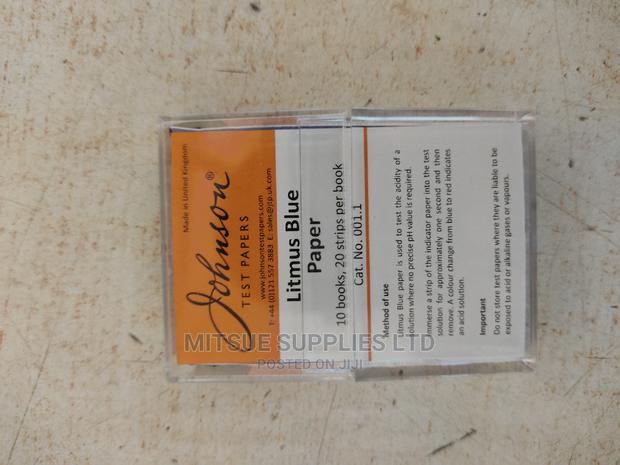 Made in United Kingdom
Johnson®
TEST PAPERS
www.johnsontestpapers.com
T: +44 (0)121 557 3883 E: sales@jtp.uk.com
Litmus Blue
Paper
10 books, 20 strips per book
Cat. No. 001.1
Method of use
Litmus Blue paper is used to test the acidity of a
solution where no precise pH value is required.
Immerse a strip of the indicator paper into the test
solution for approximately one second and then
remove. A colour change from blue to red indicates
an acid solution.
Important
Do not store test papers where they are liable to be
exposed to acid or alkaline gases or vapours.
MITSUE SUPPLIES LTD
POSTED ON JIJI